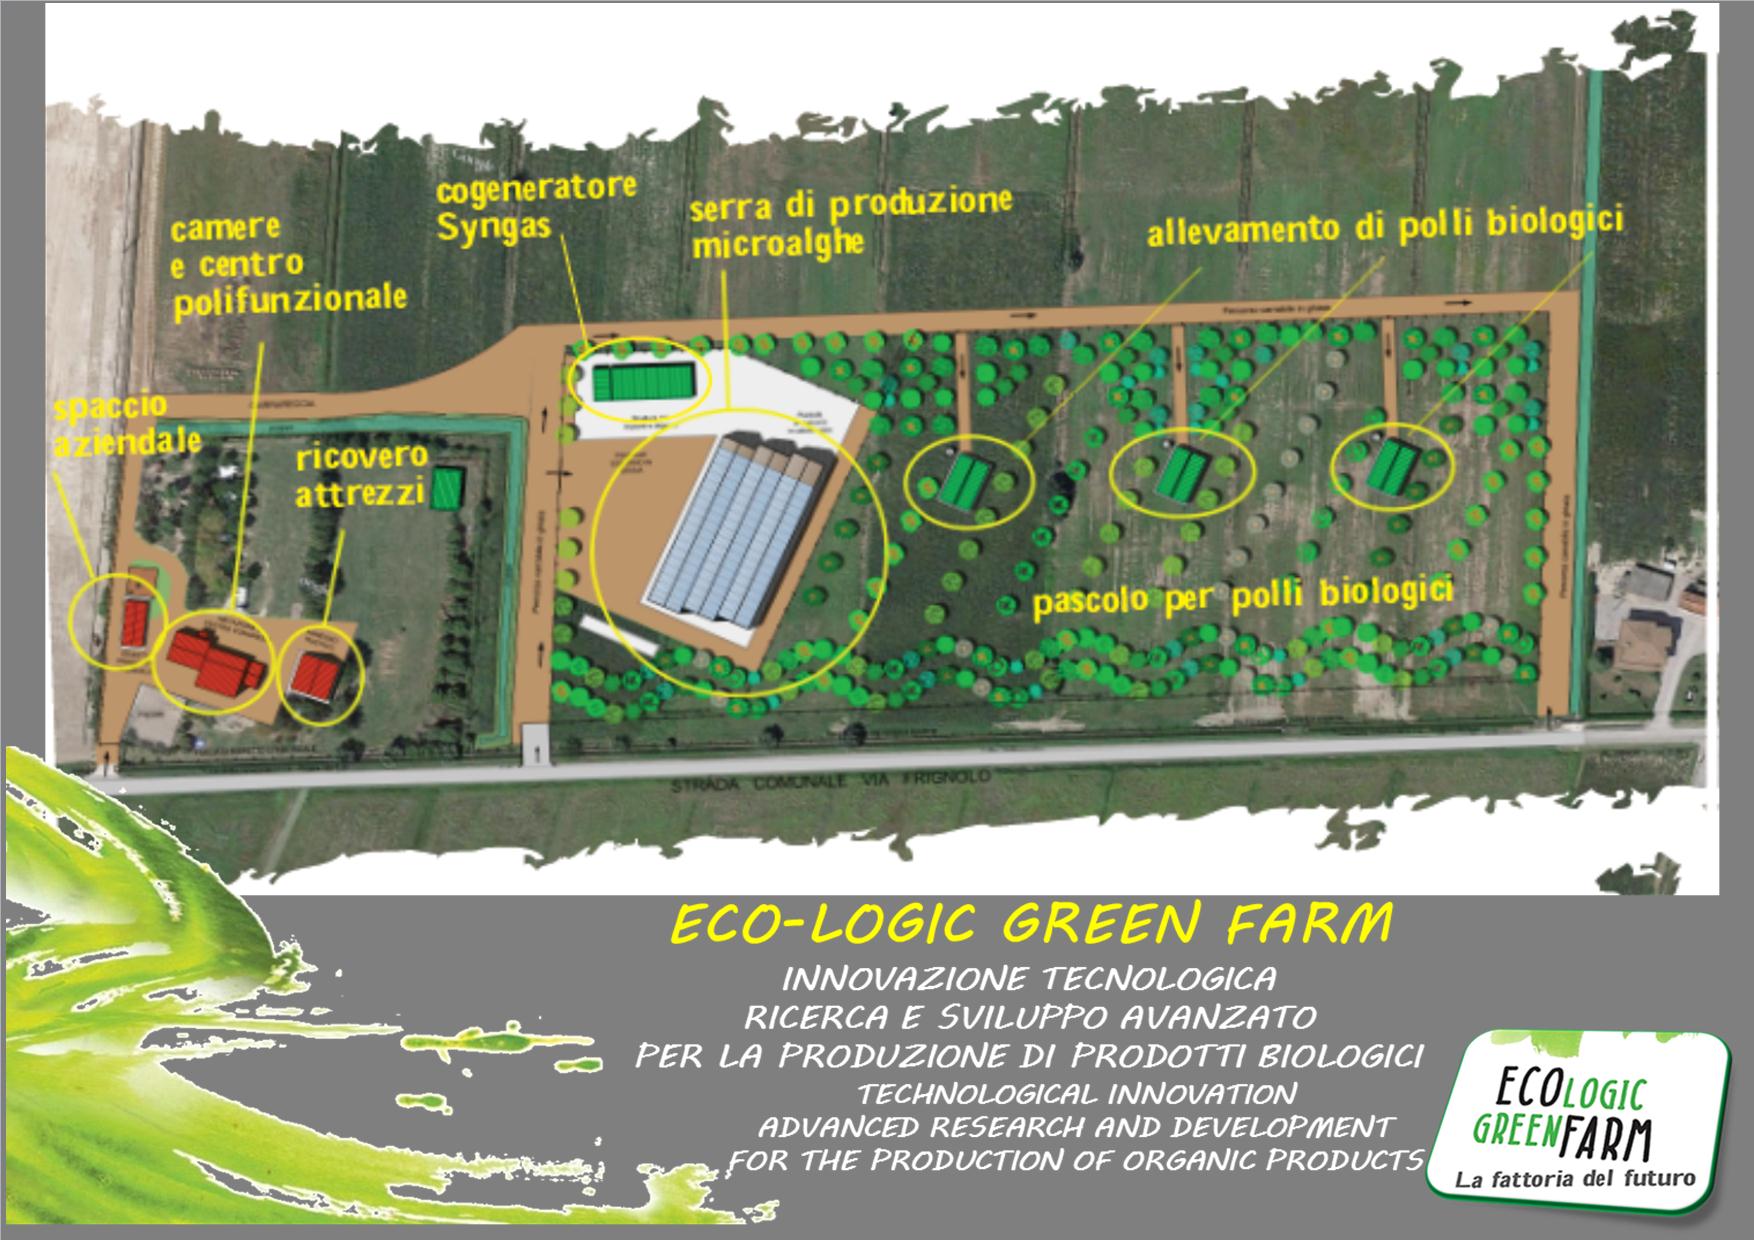 cogeneratore
Syngas
serra di produzione
microalghe
allevamento di polli biologici
camere
e centro
polifunzionale
spaccio
aziendale
ricovero
attrezzi
pascolo per polli biologici
STRADA COMUNALE VIA FRIGNOLO
ECO-LOGIC GREEN FARM
INNOVAZIONE TECNOLOGICA
RICERCA E SVILUPPO AVANZATO
PER LA PRODUZIONE DI PRODOTTI BIOLOGICI
TECHNOLOGICAL INNOVATION
ADVANCED RESEARCH AND DEVELOPMENT
FOR THE PRODUCTION OF ORGANIC PRODUCTS
ECOLOGIC
GREENFARM
La fattoria del futuro